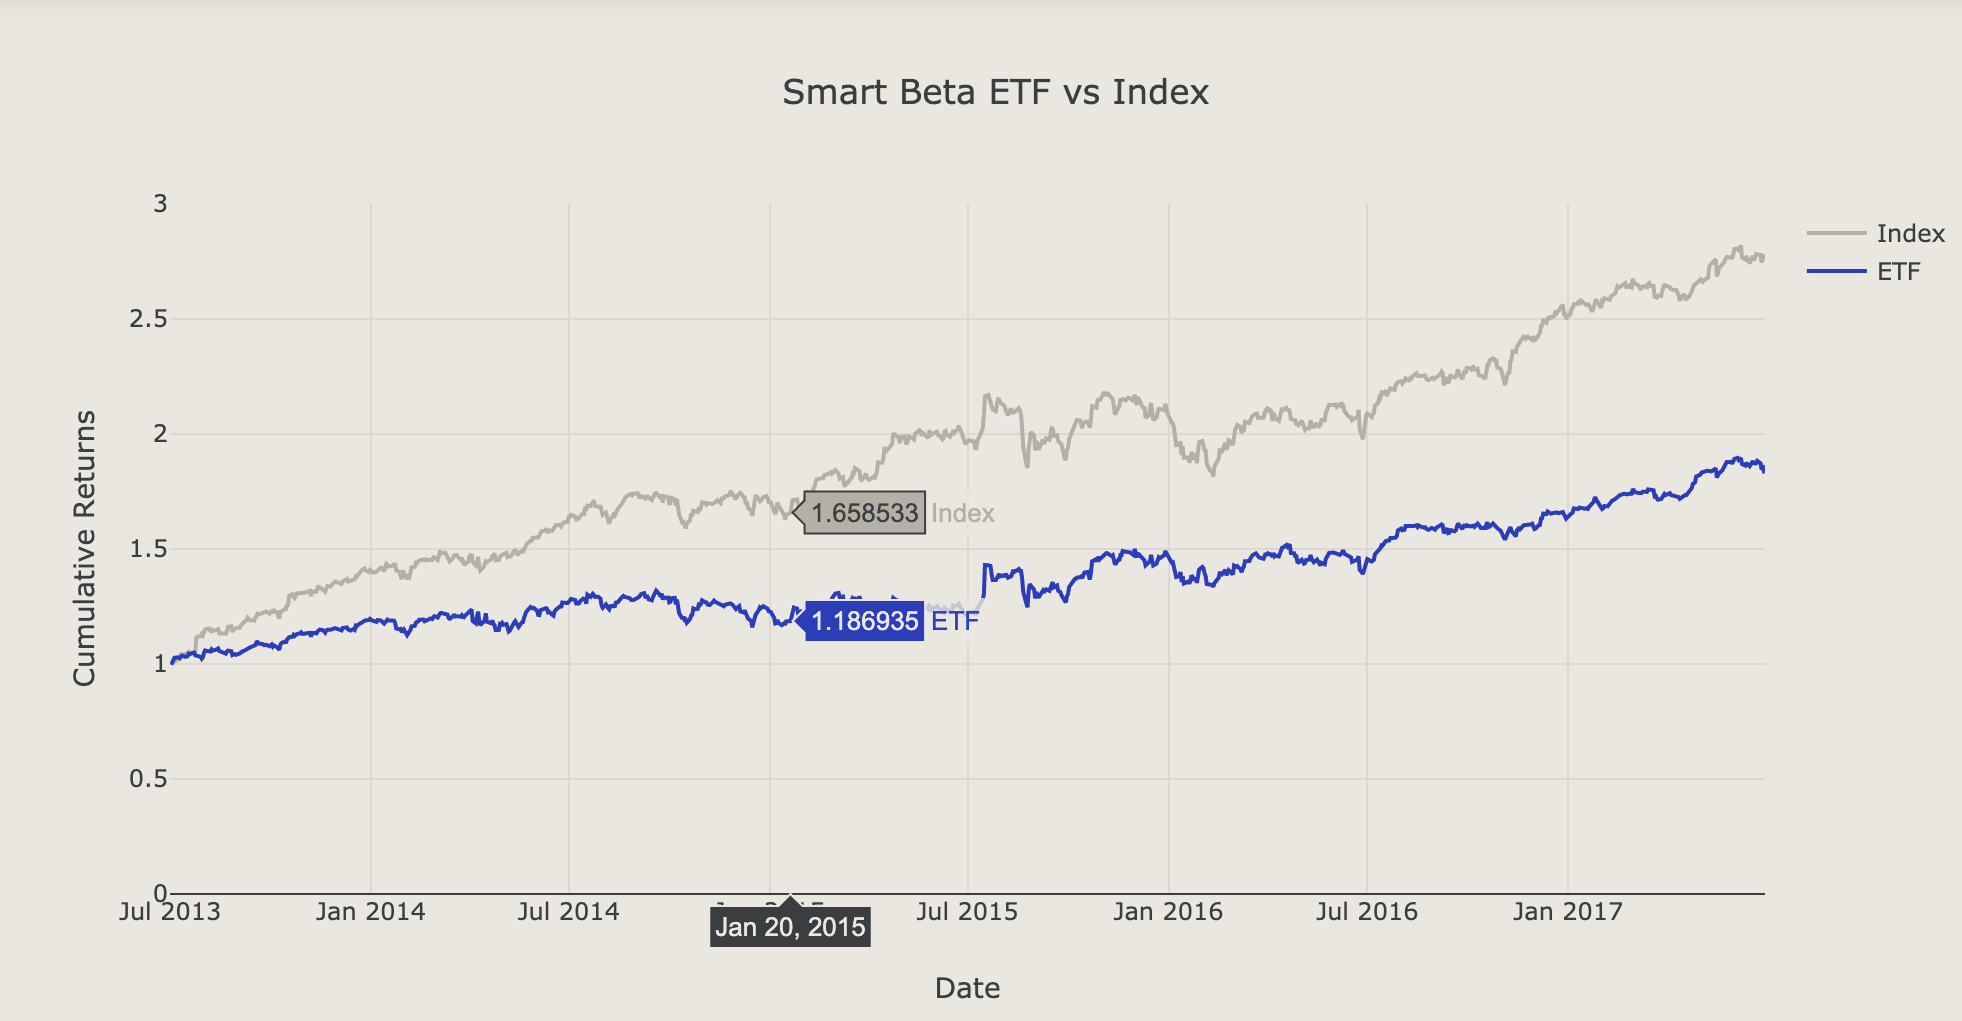 Smart Beta ETF vs Index
Cumulative Returns
3
2.5
2
1.5
1
0.5
0
Index
ETF
1.658533 Index
1.186935 ETF
Jul 2013 Jan 2014 Jul 2014 Jul 2015 Jan 2016 Jul 2016 Jan 2017
Jan 20, 2015
Date